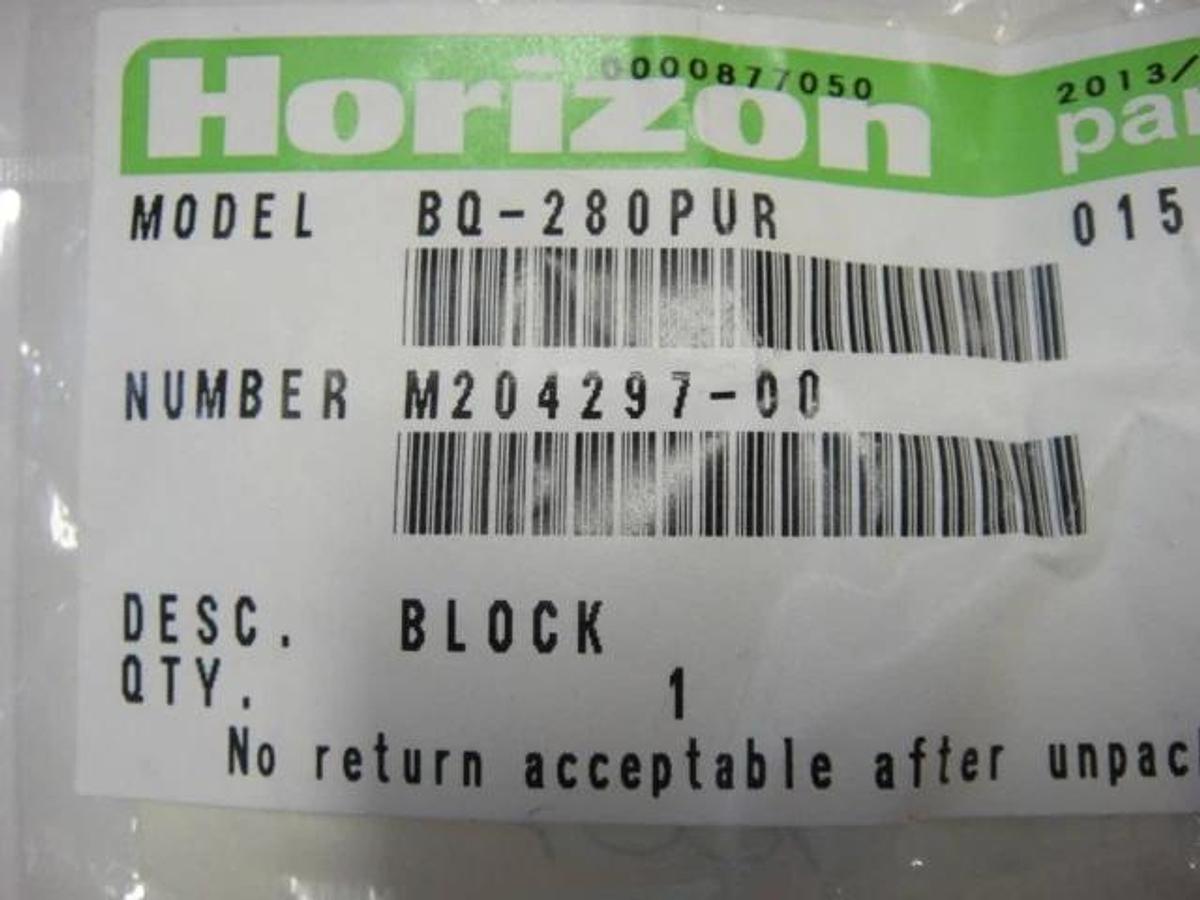 0000877050 2013/
Horizon par
MODEL BQ-280PUR 015
NUMBER M204297-00
DESC. BLOCK
QTY. 1
No return acceptable after unpac